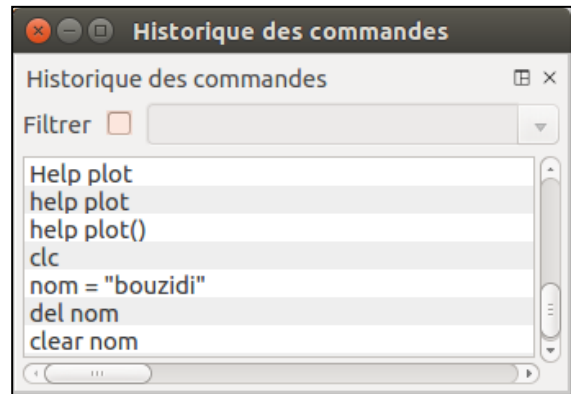 Historique des commandes
Historique des commandes
Filtrer
Help plot
help plot
help plot()
clc
nom = "bouzidi"
del nom
clear nom